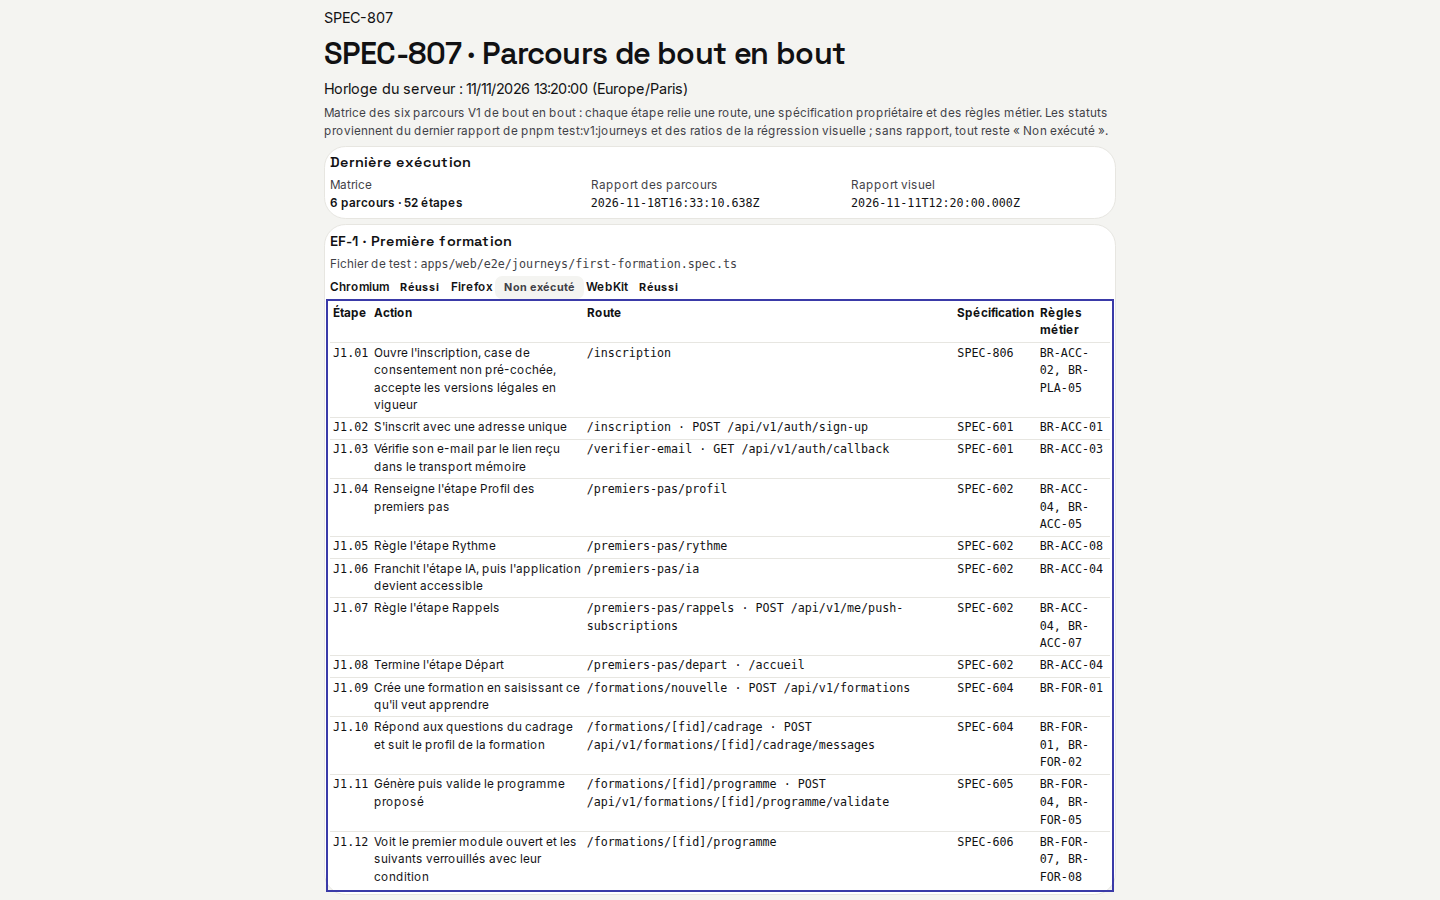 SPEC-807
SPEC-807 · Parcours de bout en bout
Horloge du serveur : 11/11/2026 13:20:00 (Europe/Paris)
Matrice des six parcours V1 de bout en bout : chaque étape relie une route, une spécification propriétaire et des règles métier. Les statuts
proviennent du dernier rapport de pnpm test:v1:journeys et des ratios de la régression visuelle ; sans rapport, tout reste « Non exécuté ».
Dernière exécution
Matrice Rapport des parcours Rapport visuel
6 parcours · 52 étapes 2026-11-18T16:33:10.638Z 2026-11-11T12:20:00.000Z
EF-1 · Première formation
Fichier de test : apps/web/e2e/journeys/first-formation.spec.ts
Chromium Réussi Firefox Non exécuté WebKit Réussi
Étape Action Route Spécification Règles
métier
J1.01 Ouvre l'inscription, case de /inscription SPEC-806 BR-ACC-
consentement non pré-cochée, 02, BR-
accepte les versions légales en PLA-05
vigueur
J1.02 S'inscrit avec une adresse unique /inscription · POST /api/v1/auth/sign-up SPEC-601 BR-ACC-01
J1.03 Vérifie son e-mail par le lien reçu /verifier-email · GET /api/v1/auth/callback SPEC-601 BR-ACC-03
dans le transport mémoire
J1.04 Renseigne l'étape Profil des /premiers-pas/profil SPEC-602 BR-ACC-
premiers pas 04, BR-
ACC-05
J1.05 Règle l'étape Rythme /premiers-pas/rythme SPEC-602 BR-ACC-08
J1.06 Franchit l'étape IA, puis l'application /premiers-pas/ia SPEC-602 BR-ACC-04
devient accessible
J1.07 Règle l'étape Rappels /premiers-pas/rappels · POST /api/v1/me/push- SPEC-602 BR-ACC-
subscriptions 04, BR-
ACC-07
J1.08 Termine l'étape Départ /premiers-pas/depart · /accueil SPEC-602 BR-ACC-04
J1.09 Crée une formation en saisissant ce /formations/nouvelle · POST /api/v1/formations SPEC-604 BR-FOR-01
qu'il veut apprendre
J1.10 Répond aux questions du cadrage /formations/[fid]/cadrage · POST SPEC-604 BR-FOR-
et suit le profil de la formation /api/v1/formations/[fid]/cadrage/messages 01, BR-
FOR-02
J1.11 Génère puis valide le programme /formations/[fid]/programme · POST SPEC-605 BR-FOR-
proposé /api/v1/formations/[fid]/programme/validate 04, BR-
FOR-05
J1.12 Voit le premier module ouvert et les /formations/[fid]/programme SPEC-606 BR-FOR-
suivants verrouillés avec leur 07, BR-
condition FOR-08